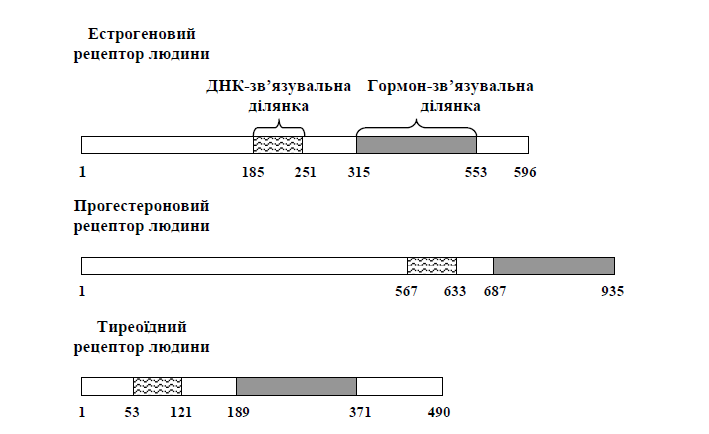 Естрогеновий
рецептор людини
ДНК-зв’язувальна
ділянка
Гормон-зв’язувальна
ділянка
1 185 251 315 553 596
Прогестероновий
рецептор людини
1 567 633 687 935
Тиреоїдний
рецептор людини
1 53 121 189 371 490